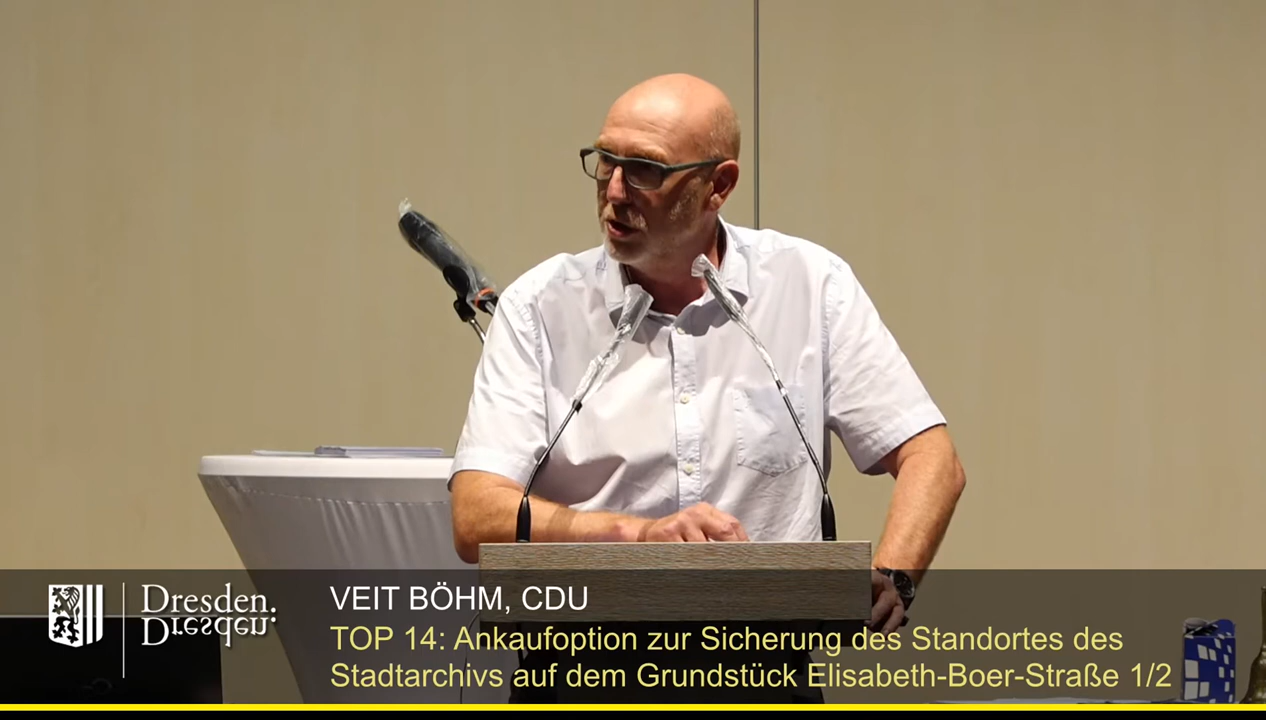 Dresden.
Dresden.
VEIT BÖHM, CDU
TOP 14: Ankaufoption zur Sicherung des Standortes des
Stadtarchivs auf dem Grundstück Elisabeth-Boer-Straße 1/2